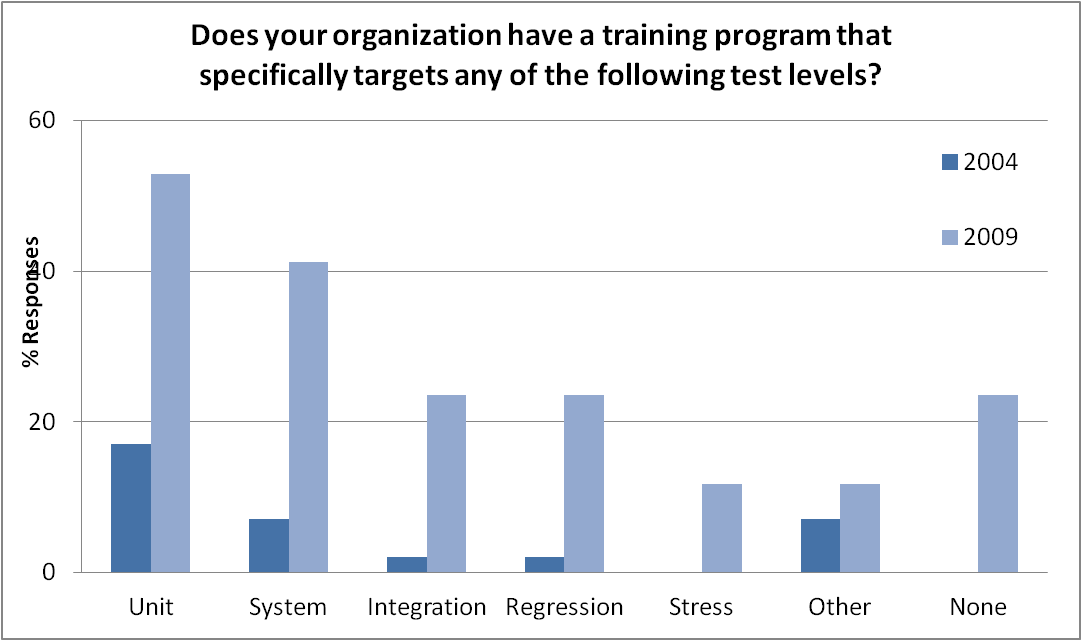 Does your organization have a training program that
specifically targets any of the following test levels?
60
2004
2009
% Responses
40
20
0
Unit
System
Integration
Regression
Stress
Other
None